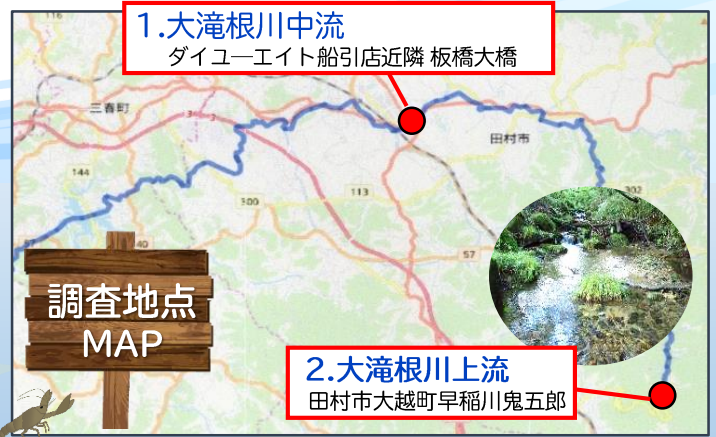 1.大滝根川中流
ダイユーエイト船引店近隣 板橋大橋
三春町
田村市
144
300
113
302
57
40
調査地点
MAP
2.大滝根川上流
田村市大越町早稲川鬼五郎